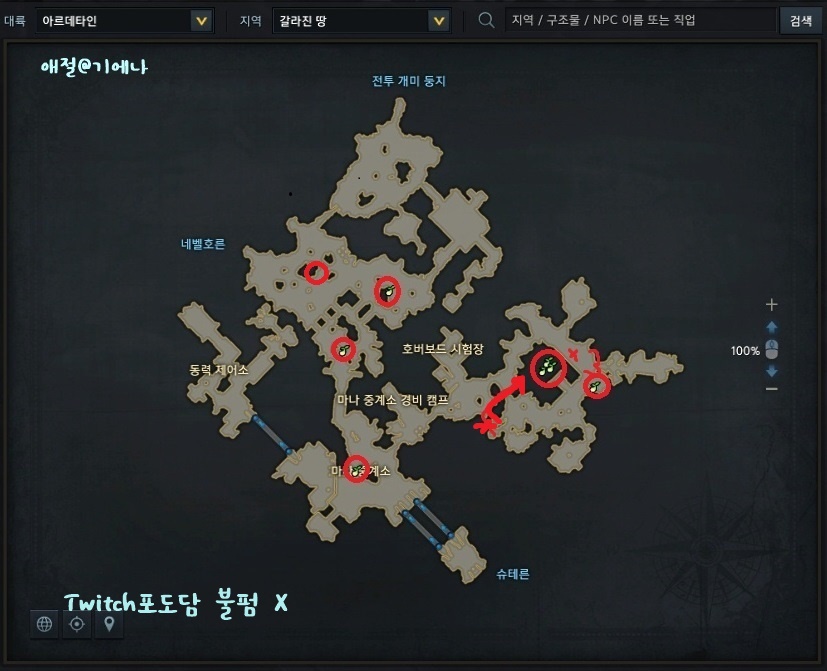 대륙 아르데타인 지역 갈라진 땅 지역 / 구조물 / NPC 이름 또는 직업 검색
애절@기에나
전투 개미 둥지
네벨호른
호버보드 시험장
100%
동력 제어소
마나 중계소 경비 캠프
마 중계소
슈테른
Twitch포도담 불펌 X